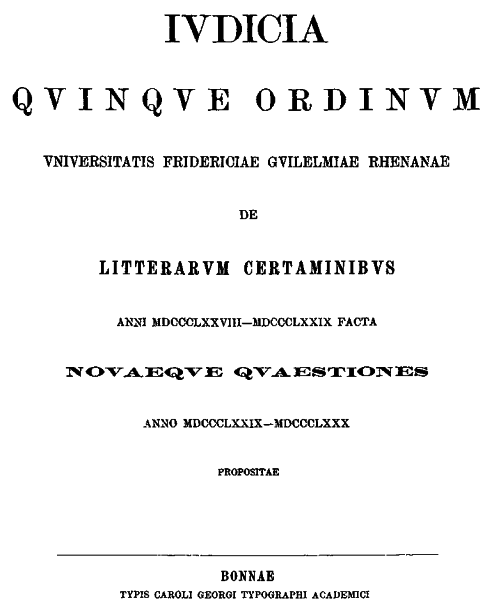 IVDICIA
QVINQVE ORDINVM
VNIVERSITATIS FRIDERICIAE GVILELMIAE RHENANAE
DE
LITTERARVM CERTAMINIBVS
ANNI MDCCCLXXVIII—MDCCCLXXIX FACTA
NOVAEQVE QVAESTIONES
ANNO MDCCCLXXIX—MDCCCLXXX
PROPOSITAE
BONNAE
TYPIS CAROLI GEORGI TYPOGRAPHI ACADEMICI